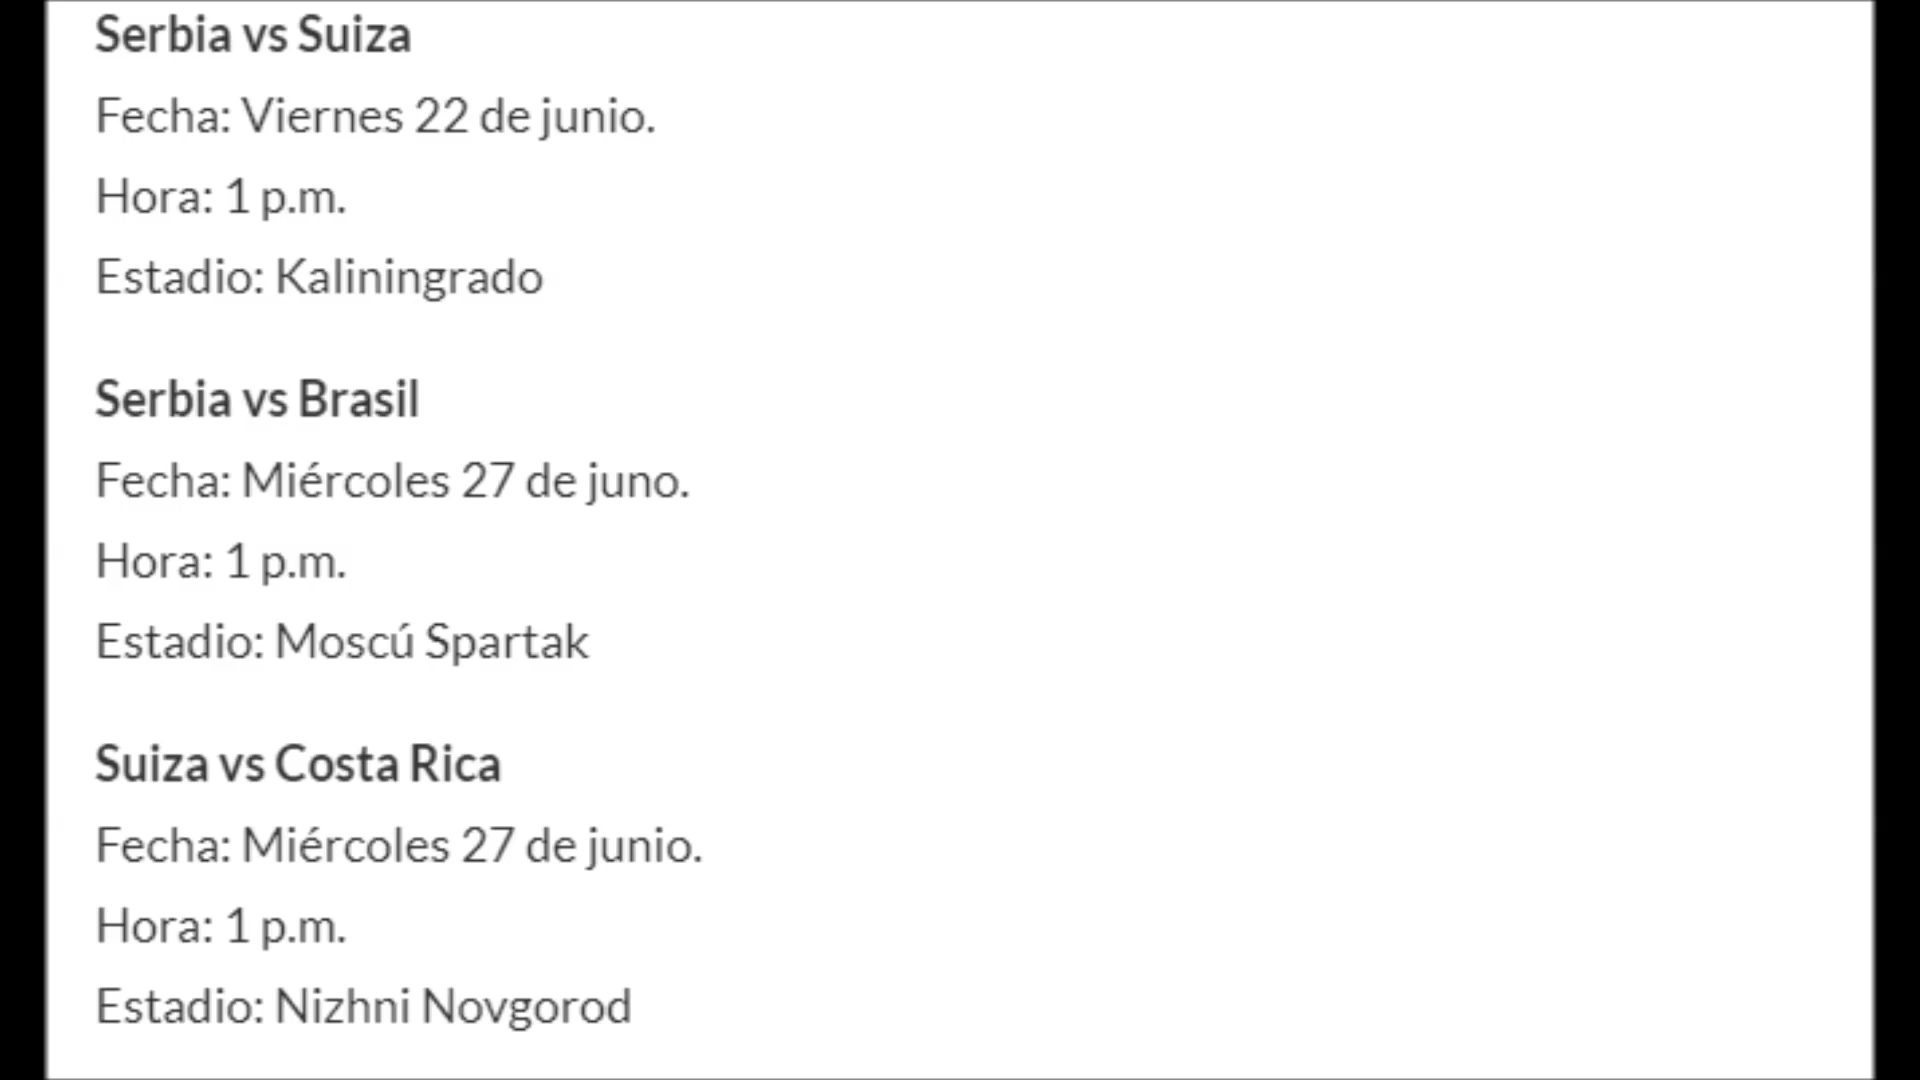 Serbia vs Suiza
Fecha: Viernes 22 de junio.
Hora: 1 p.m.
Estadio: Kaliningrado
Serbia vs Brasil
Fecha: Miércoles 27 de juno.
Hora: 1 p.m.
Estadio: Moscú Spartak
Suiza vs Costa Rica
Fecha: Miércoles 27 de junio.
Hora: 1 p.m.
Estadio: Nizhni Novgorod